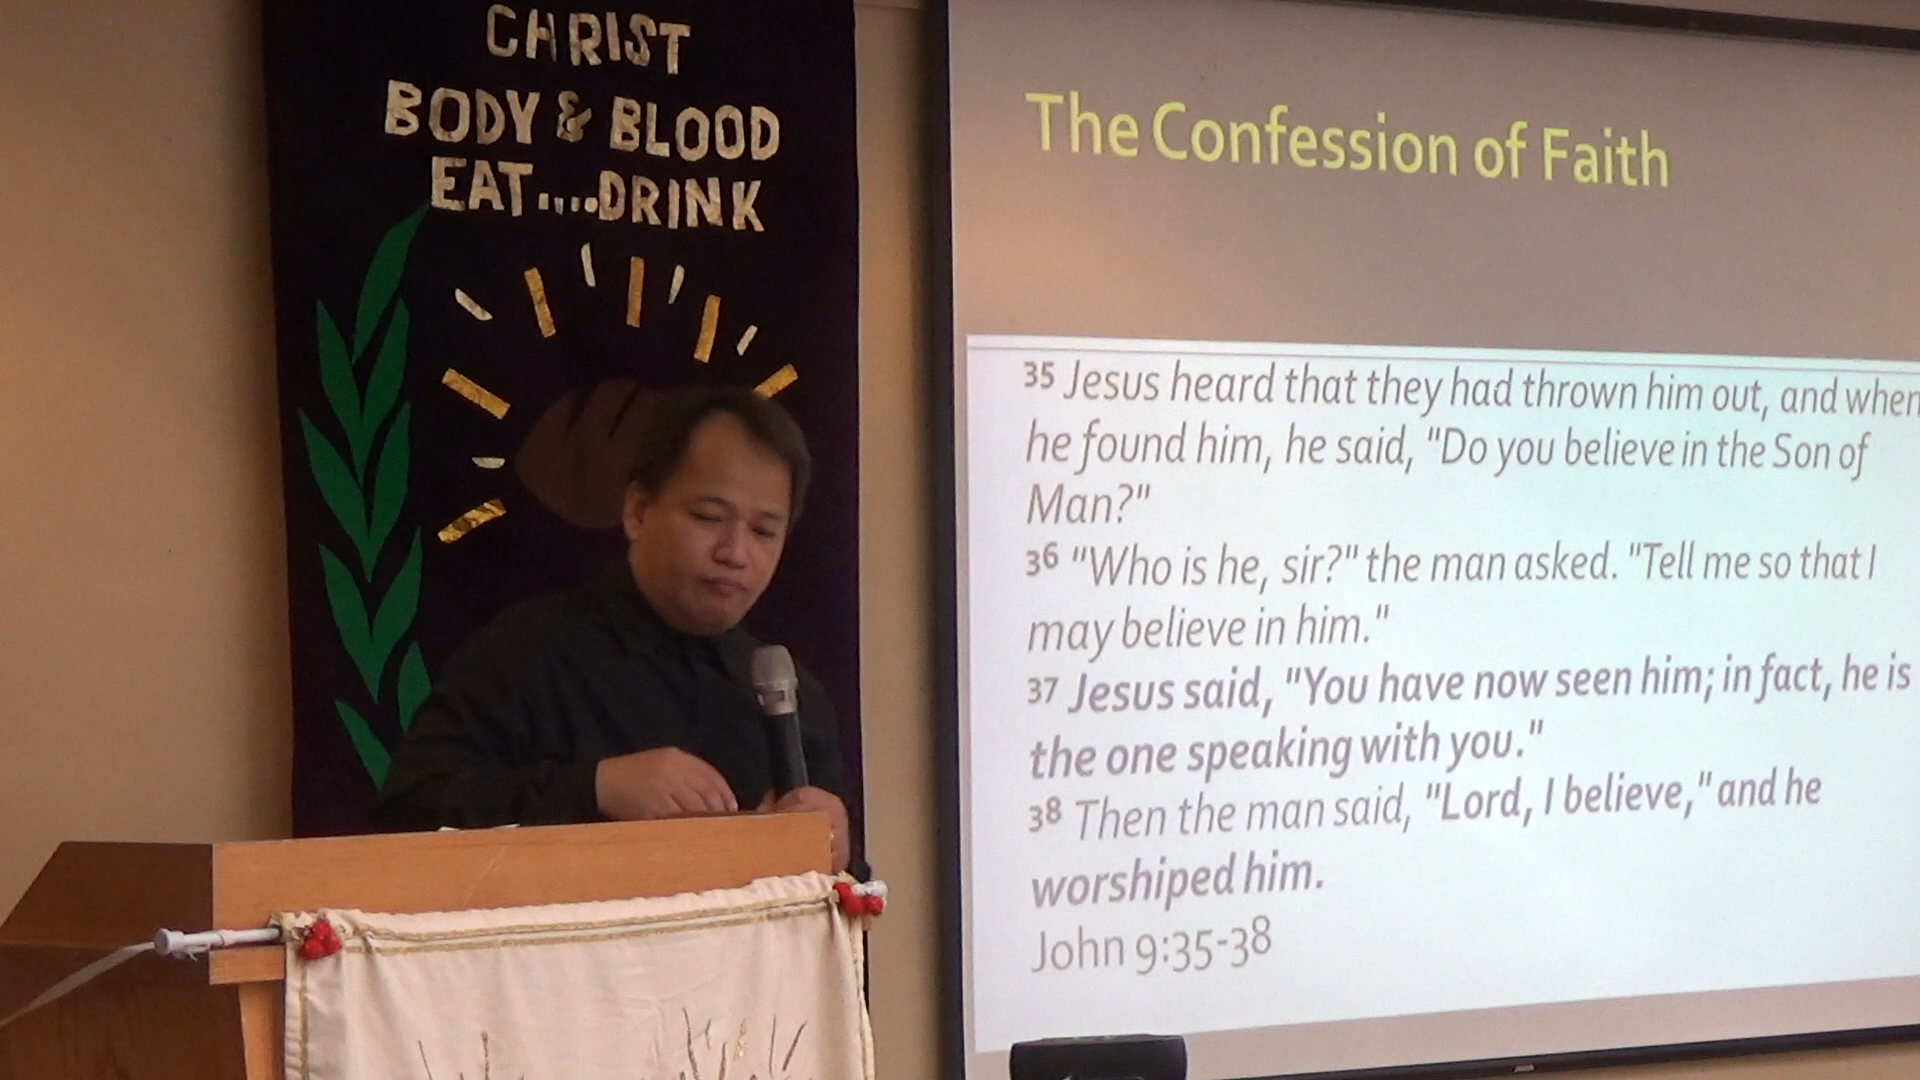 CHRIST
BODY & BLOOD
EAT....DRINK
The Confession of Faith
35 Jesus heard that they had thrown him out, and when
he found him, he said, "Do you believe in the Son of
Man?"
36 "Who is he, sir?" the man asked. "Tell me so that I
may believe in him."
37 Jesus said, "You have now seen him; in fact, he is
the one speaking with you."
38 Then the man said, "Lord, I believe," and he
worshiped him.
John 9:35-38